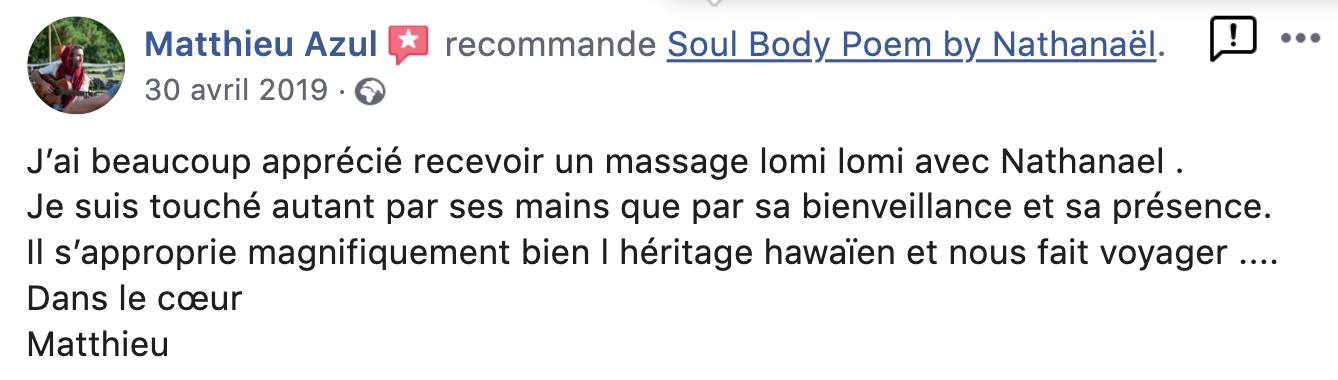 Matthieu Azul recommande Soul Body Poem by Nathanaël.
30 avril 2019 ·
J’ai beaucoup apprécié recevoir un massage lomi lomi avec Nathanael .
Je suis touché autant par ses mains que par sa bienveillance et sa présence.
Il s’approprie magnifiquement bien l héritage hawaïen et nous fait voyager ....
Dans le cœur
Matthieu